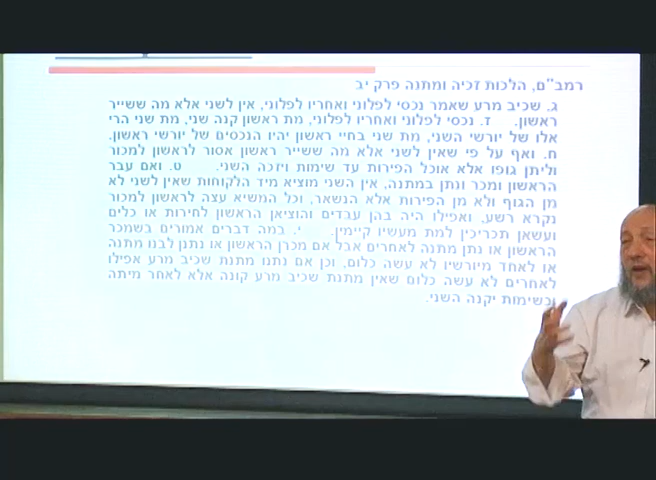 רמב"ם, הלכות זכיה ומתנה פרק יב
ג. שכיב מרע שאמר נכסי לפלוני ואחריו לפלוני, אין לשני אלא מה ששייר
ראשון. ז. נכסי לפלוני ואחריו לפלוני, מת ראשון קנה שני, מת שני הרי
אלו של יורשי השני, מת שני בחיי ראשון יהיו הנכסים של יורשי ראשון.
ח. ואף על פי שאין לשני אלא מה ששייר ראשון אסור לראשון למכור
וליתן גופו אלא אוכל הפירות עד שימות ויזכה השני. ט. ואם עבר
הראשון ומכר ונתן במתנה, אין השני מוציא מיד הלקוחות שאין לשני לא
מן הגוף ולא מן הפירות אלא הנשאר, וכל המשיא עצה לראשון למכור
נקרא רשע, ואפילו היה בהן עבדים והוציאן הראשון לחירות או כלים
ועשאן תכריכין למת מעשיו קיימין. י. במה דברים אמורים בשמכר
הראשון או נתן מתנה לאחרים אבל אם מכרן הראשון או נתנן לבנו מתנה
או לאחד מיורשיו לא עשה כלום, וכן אם נתנו מתנת שכיב מרע אפילו
לאחרים לא עשה כלום שאין מתנת שכיב מרע קונה אלא לאחר מיתה
וכשימות יקנה השני.